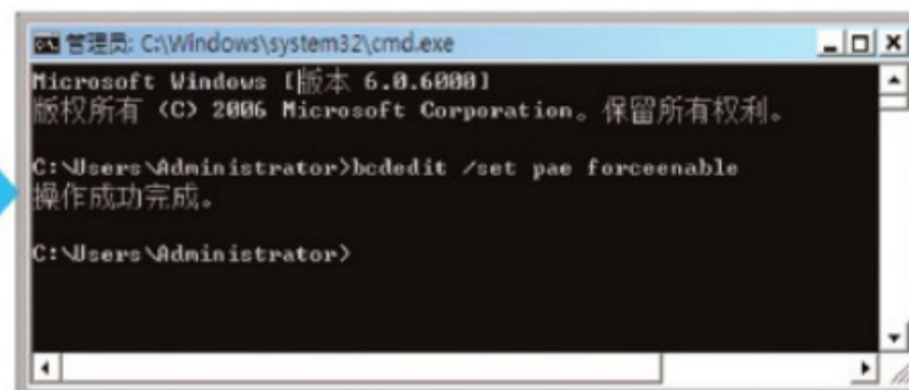 管理员: C:\Windows\system32\cmd.exe
Microsoft Windows [版本 6.0.6000]
版权所有 (C) 2006 Microsoft Corporation。保留所有权利。
C:\Users\Administrator>bcdedit /set pae forceenable
操作成功完成。
C:\Users\Administrator>